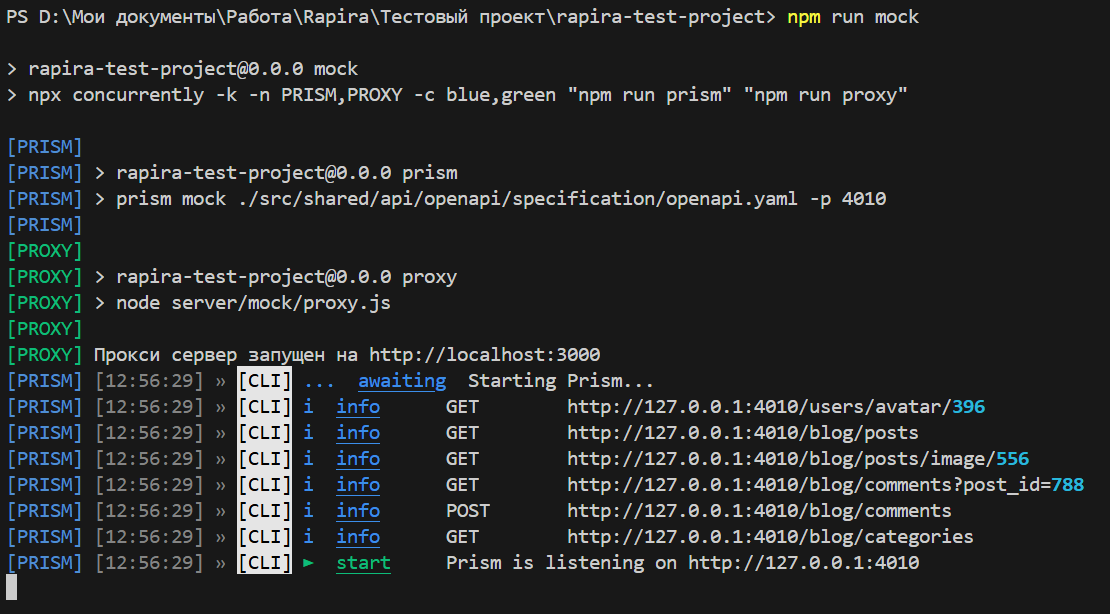 PS D:\Мои документы\Работа\Rapira\Тестовый проект\rapira-test-project> npm run mock
> rapira-test-project@0.0.0 mock
> npx concurrently -k -n PRISM,PROXY -c blue,green "npm run prism" "npm run proxy"
[PRISM]
[PRISM] > rapira-test-project@0.0.0 prism
[PRISM] > prism mock ./src/shared/api/openapi/specification/openapi.yaml -p 4010
[PRISM]
[PROXY]
[PROXY] > rapira-test-project@0.0.0 proxy
[PROXY] > node server/mock/proxy.js
[PROXY]
[PROXY] Прокси сервер запущен на http://localhost:3000
[PRISM] [12:56:29] » [CLI] ... awaiting Starting Prism...
[PRISM] [12:56:29] » [CLI] i info GET http://127.0.0.1:4010/users/avatar/396
[PRISM] [12:56:29] » [CLI] i info GET http://127.0.0.1:4010/blog/posts
[PRISM] [12:56:29] » [CLI] i info GET http://127.0.0.1:4010/blog/posts/image/556
[PRISM] [12:56:29] » [CLI] i info GET http://127.0.0.1:4010/blog/comments?post_id=788
[PRISM] [12:56:29] » [CLI] i info POST http://127.0.0.1:4010/blog/comments
[PRISM] [12:56:29] » [CLI] i info GET http://127.0.0.1:4010/blog/categories
[PRISM] [12:56:29] » [CLI] ► start Prism is listening on http://127.0.0.1:4010